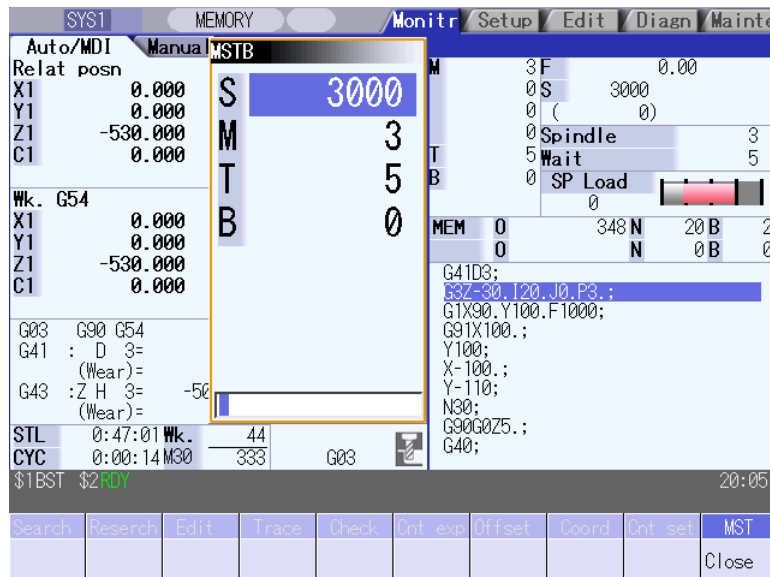 SYS1 MEMORY Monitr Setup Edit Diagn Mainte
Auto/MDI Manual
MSTB
S 3000
M 3
T 5
B 0
Relat posn
X1 0.000
Y1 0.000
Z1 -530.000
C1 0.000
Wk. G54
X1 0.000
Y1 0.000
Z1 -530.000
C1 0.000
G03 G90 G54
G41 : D 3=
(Wear)=
G43 :Z H 3= -50
(Wear)=
STL 0:47:01 Wk. 44
CYC 0:00:14 M30 333 G03
M 3
0
0
0
T 5
B 0
F 0.00
S 3000
( 0)
Spindle 3
Wait 5
SP Load
0
MEM O 348 N 20 B 2
O N 0 B 0
G41D3;
G3Z-30.I20.J0.P3.;
G1X90.Y100.F1000;
G91X100.;
Y100;
X-100.;
Y-110;
N30;
G90G0Z5.;
G40;
$1BST $2RDY 20:05
Search Reserch Edit Trace Check Cnt exp Offset Coord Cnt set MST
Close